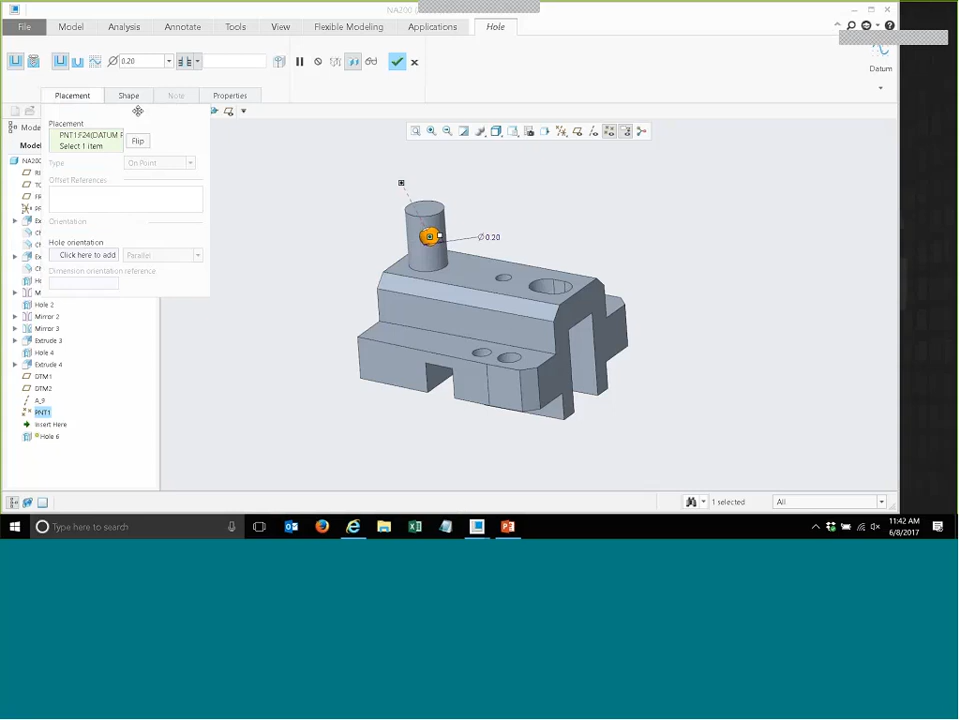 NA200
File Model Analysis Annotate Tools View Flexible Modeling Applications Hole
0.20
Datum
Placement Shape Note Properties
Placement
PNT1:F24(DATUM P
Select 1 item
Flip
Type On Point
Offset References
Orientation
Hole orientation
Click here to add Parallel
Dimension orientation reference
Mode
Model
NA200
Hole 2
Mirror 2
Mirror 3
Extrude 3
Hole 4
Extrude 4
DTM1
DTM2
A_9
PNT1
Insert Here
Hole 6
Ø0.20
1 selected All
Type here to search
11:42 AM
6/8/2017